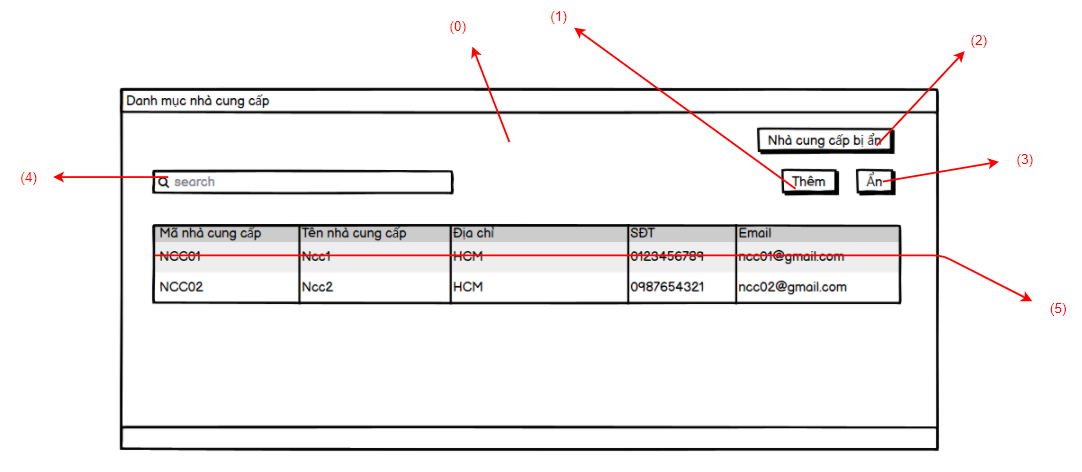 (1)
(0)
(2)
Danh mục nhà cung cấp
Nhà cung cấp bị ẩn
(3)
(4)
search
Thêm
Ẩn
Mã nhà cung cấp Tên nhà cung cấp Địa chỉ SĐT Email
NCC01 Ncc1 HCM 0123456789 ncc01@gmail.com
NCC02 Ncc2 HCM 0987654321 ncc02@gmail.com
(5)